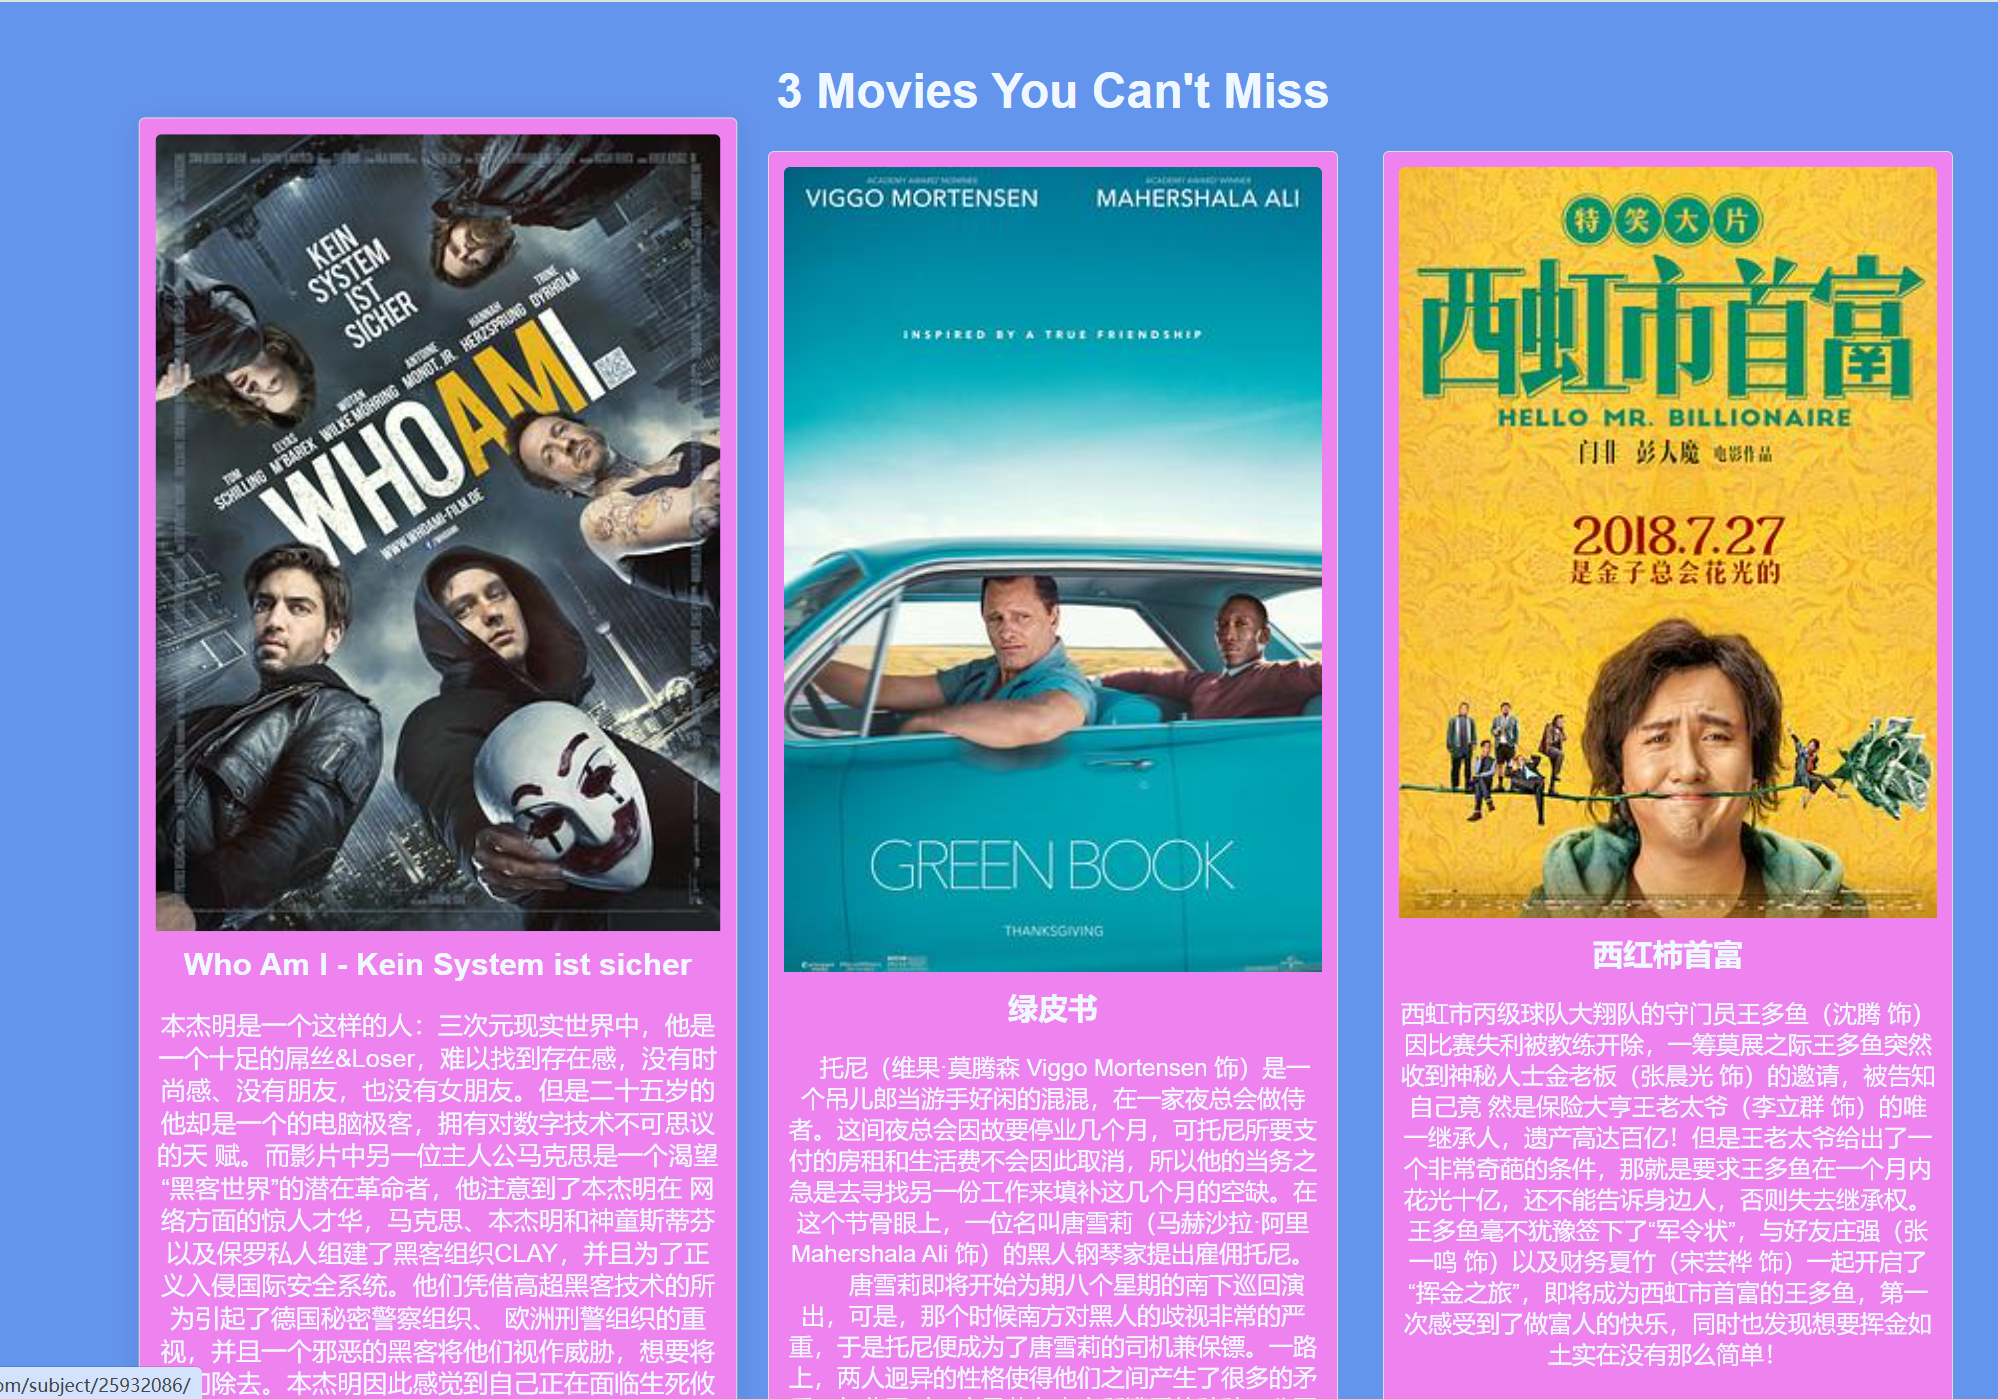 3 Movies You Can't Miss
KEIN
SYSTEM
IST
SICHER
TOM
SCHILLING
ELYAS
M'BAREK
WOTAN
WILKE MÖHRING
ANTOINE
MONOT, JR.
HANNAH
HERZSPRUNG
TRINE
DYRHOLM
WHOAMI.
WWW.WHOAMI-FILM.DE
Who Am I - Kein System ist sicher
本杰明是一个这样的人：三次元现实世界中，他是
一个十足的屌丝&Loser，难以找到存在感，没有时
尚感、没有朋友，也没有女朋友。但是二十五岁的
他却是一个的电脑极客，拥有对数字技术不可思议
的天 赋。而影片中另一位主人公马克思是一个渴望
“黑客世界”的潜在革命者，他注意到了本杰明在 网
络方面的惊人才华，马克思、本杰明和神童斯蒂芬
以及保罗私人组建了黑客组织CLAY，并且为了正
义入侵国际安全系统。他们凭借高超黑客技术的所
为引起了德国秘密警察组织、 欧洲刑警组织的重
视，并且一个邪恶的黑客将他们视作威胁，想要将
除去。本杰明因此感觉到自己正在面临生死攸
ACADEMY AWARD NOMINEE
VIGGO MORTENSEN
ACADEMY AWARD WINNER
MAHERSHALA ALI
INSPIRED BY A TRUE FRIENDSHIP
GREEN BOOK
THANKSGIVING
绿皮书
托尼（维果·莫腾森 Viggo Mortensen 饰）是一
个吊儿郎当游手好闲的混混，在一家夜总会做侍
者。这间夜总会因故要停业几个月，可托尼所要支
付的房租和生活费不会因此取消，所以他的当务之
急是去寻找另一份工作来填补这几个月的空缺。在
这个节骨眼上，一位名叫唐雪莉（马赫沙拉·阿里
Mahershala Ali 饰）的黑人钢琴家提出雇佣托尼。
唐雪莉即将开始为期八个星期的南下巡回演
出，可是，那个时候南方对黑人的歧视非常的严
重，于是托尼便成为了唐雪莉的司机兼保镖。一路
上，两人迥异的性格使得他们之间产生了很多的矛
特笑大片
西虹市首富
HELLO MR. BILLIONAIRE
闫非 彭大魔 电影作品
2018.7.27
是金子总会花光的
西红柿首富
西虹市丙级球队大翔队的守门员王多鱼（沈腾 饰）
因比赛失利被教练开除，一筹莫展之际王多鱼突然
收到神秘人士金老板（张晨光 饰）的邀请，被告知
自己竟 然是保险大亨王老太爷（李立群 饰）的唯
一继承人，遗产高达百亿！但是王老太爷给出了一
个非常奇葩的条件，那就是要求王多鱼在一个月内
花光十亿，还不能告诉身边人，否则失去继承权。
王多鱼毫不犹豫签下了“军令状”，与好友庄强（张
一鸣 饰）以及财务夏竹（宋芸桦 饰）一起开启了
“挥金之旅”，即将成为西虹市首富的王多鱼，第一
次感受到了做富人的快乐，同时也发现想要挥金如
土实在没有那么简单！
om/subject/25932086/